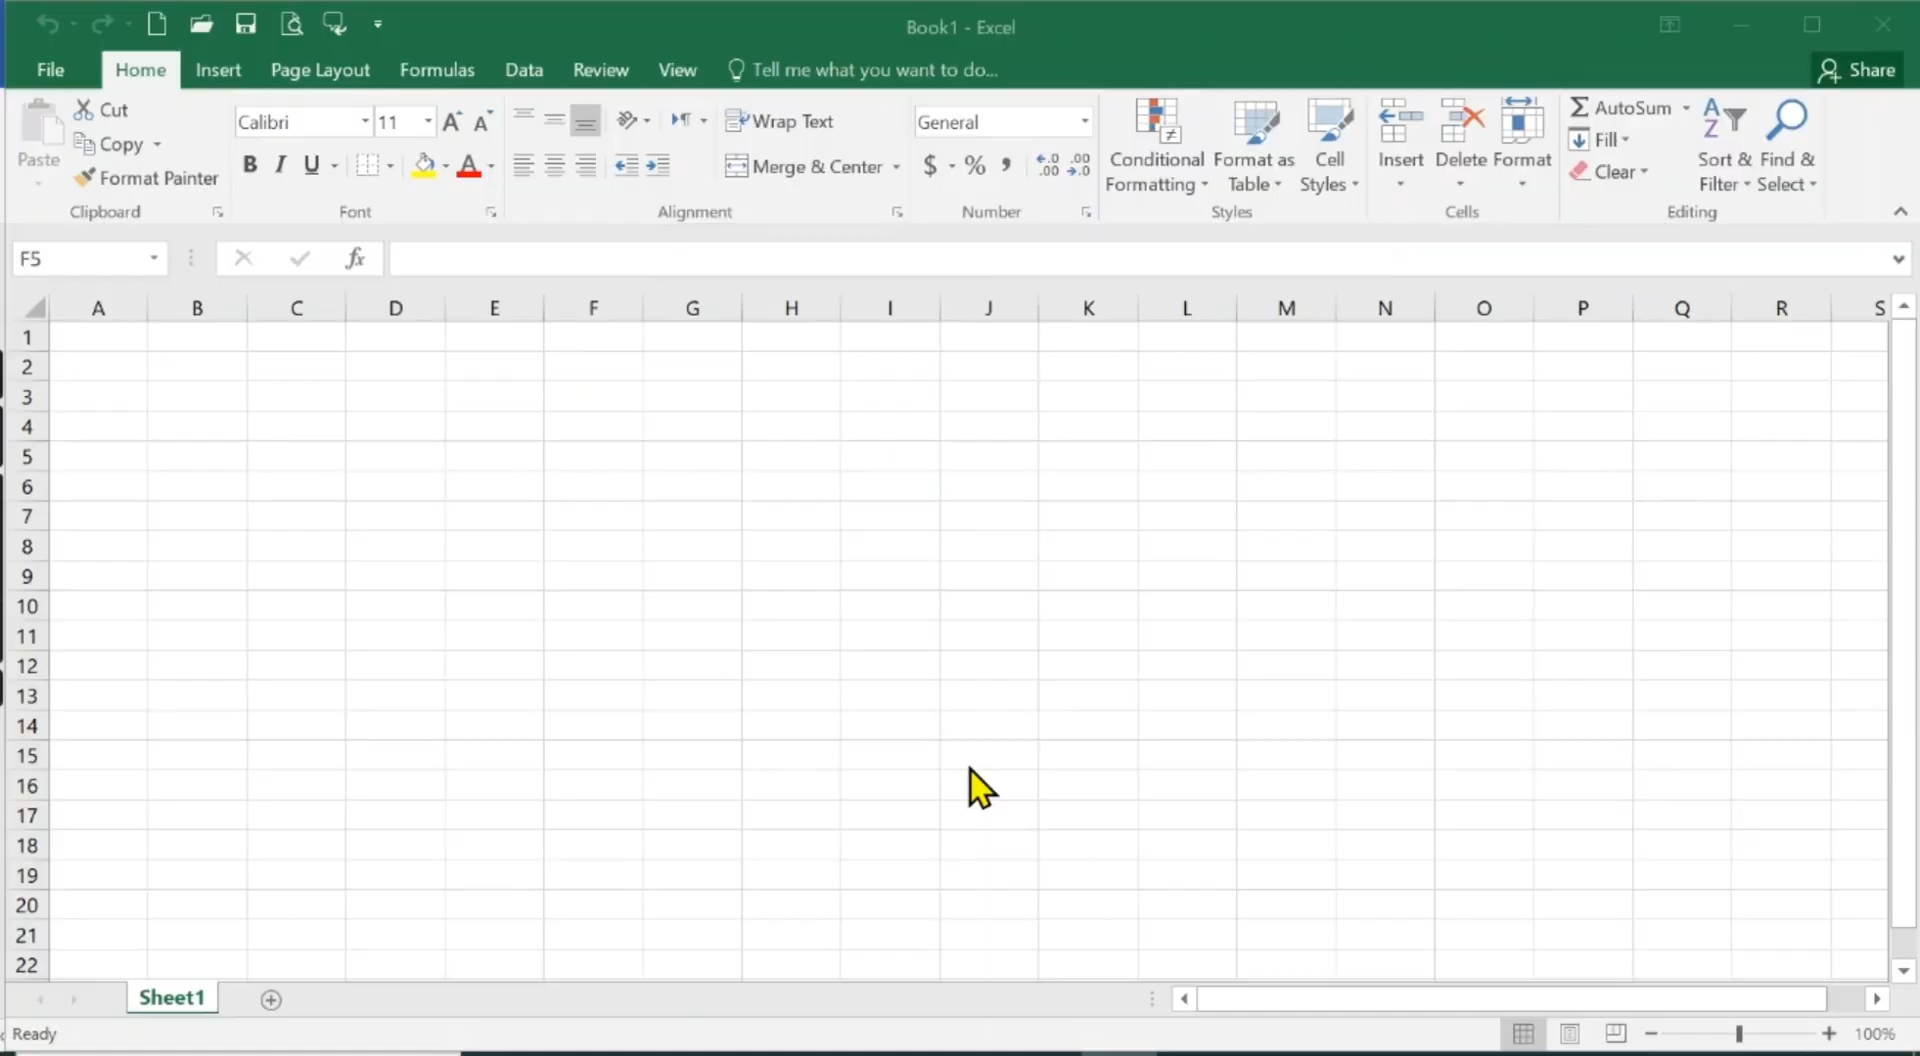 Book1 - Excel
File Home Insert Page Layout Formulas Data Review View Tell me what you want to do... Share
Paste
Cut
Copy
Format Painter
Clipboard
Calibri 11
B I U
Font
Wrap Text
Merge & Center
Alignment
General
$ % ,
Number
Conditional Formatting
Format as Table
Cell Styles
Styles
Insert
Delete
Format
Cells
AutoSum
Fill
Clear
Sort & Filter
Find & Select
Editing
F5
fx
A B C D E F G H I J K L M N O P Q R S
1
2
3
4
5
6
7
8
9
10
11
12
13
14
15
16
17
18
19
20
21
22
Sheet1
Ready
100%